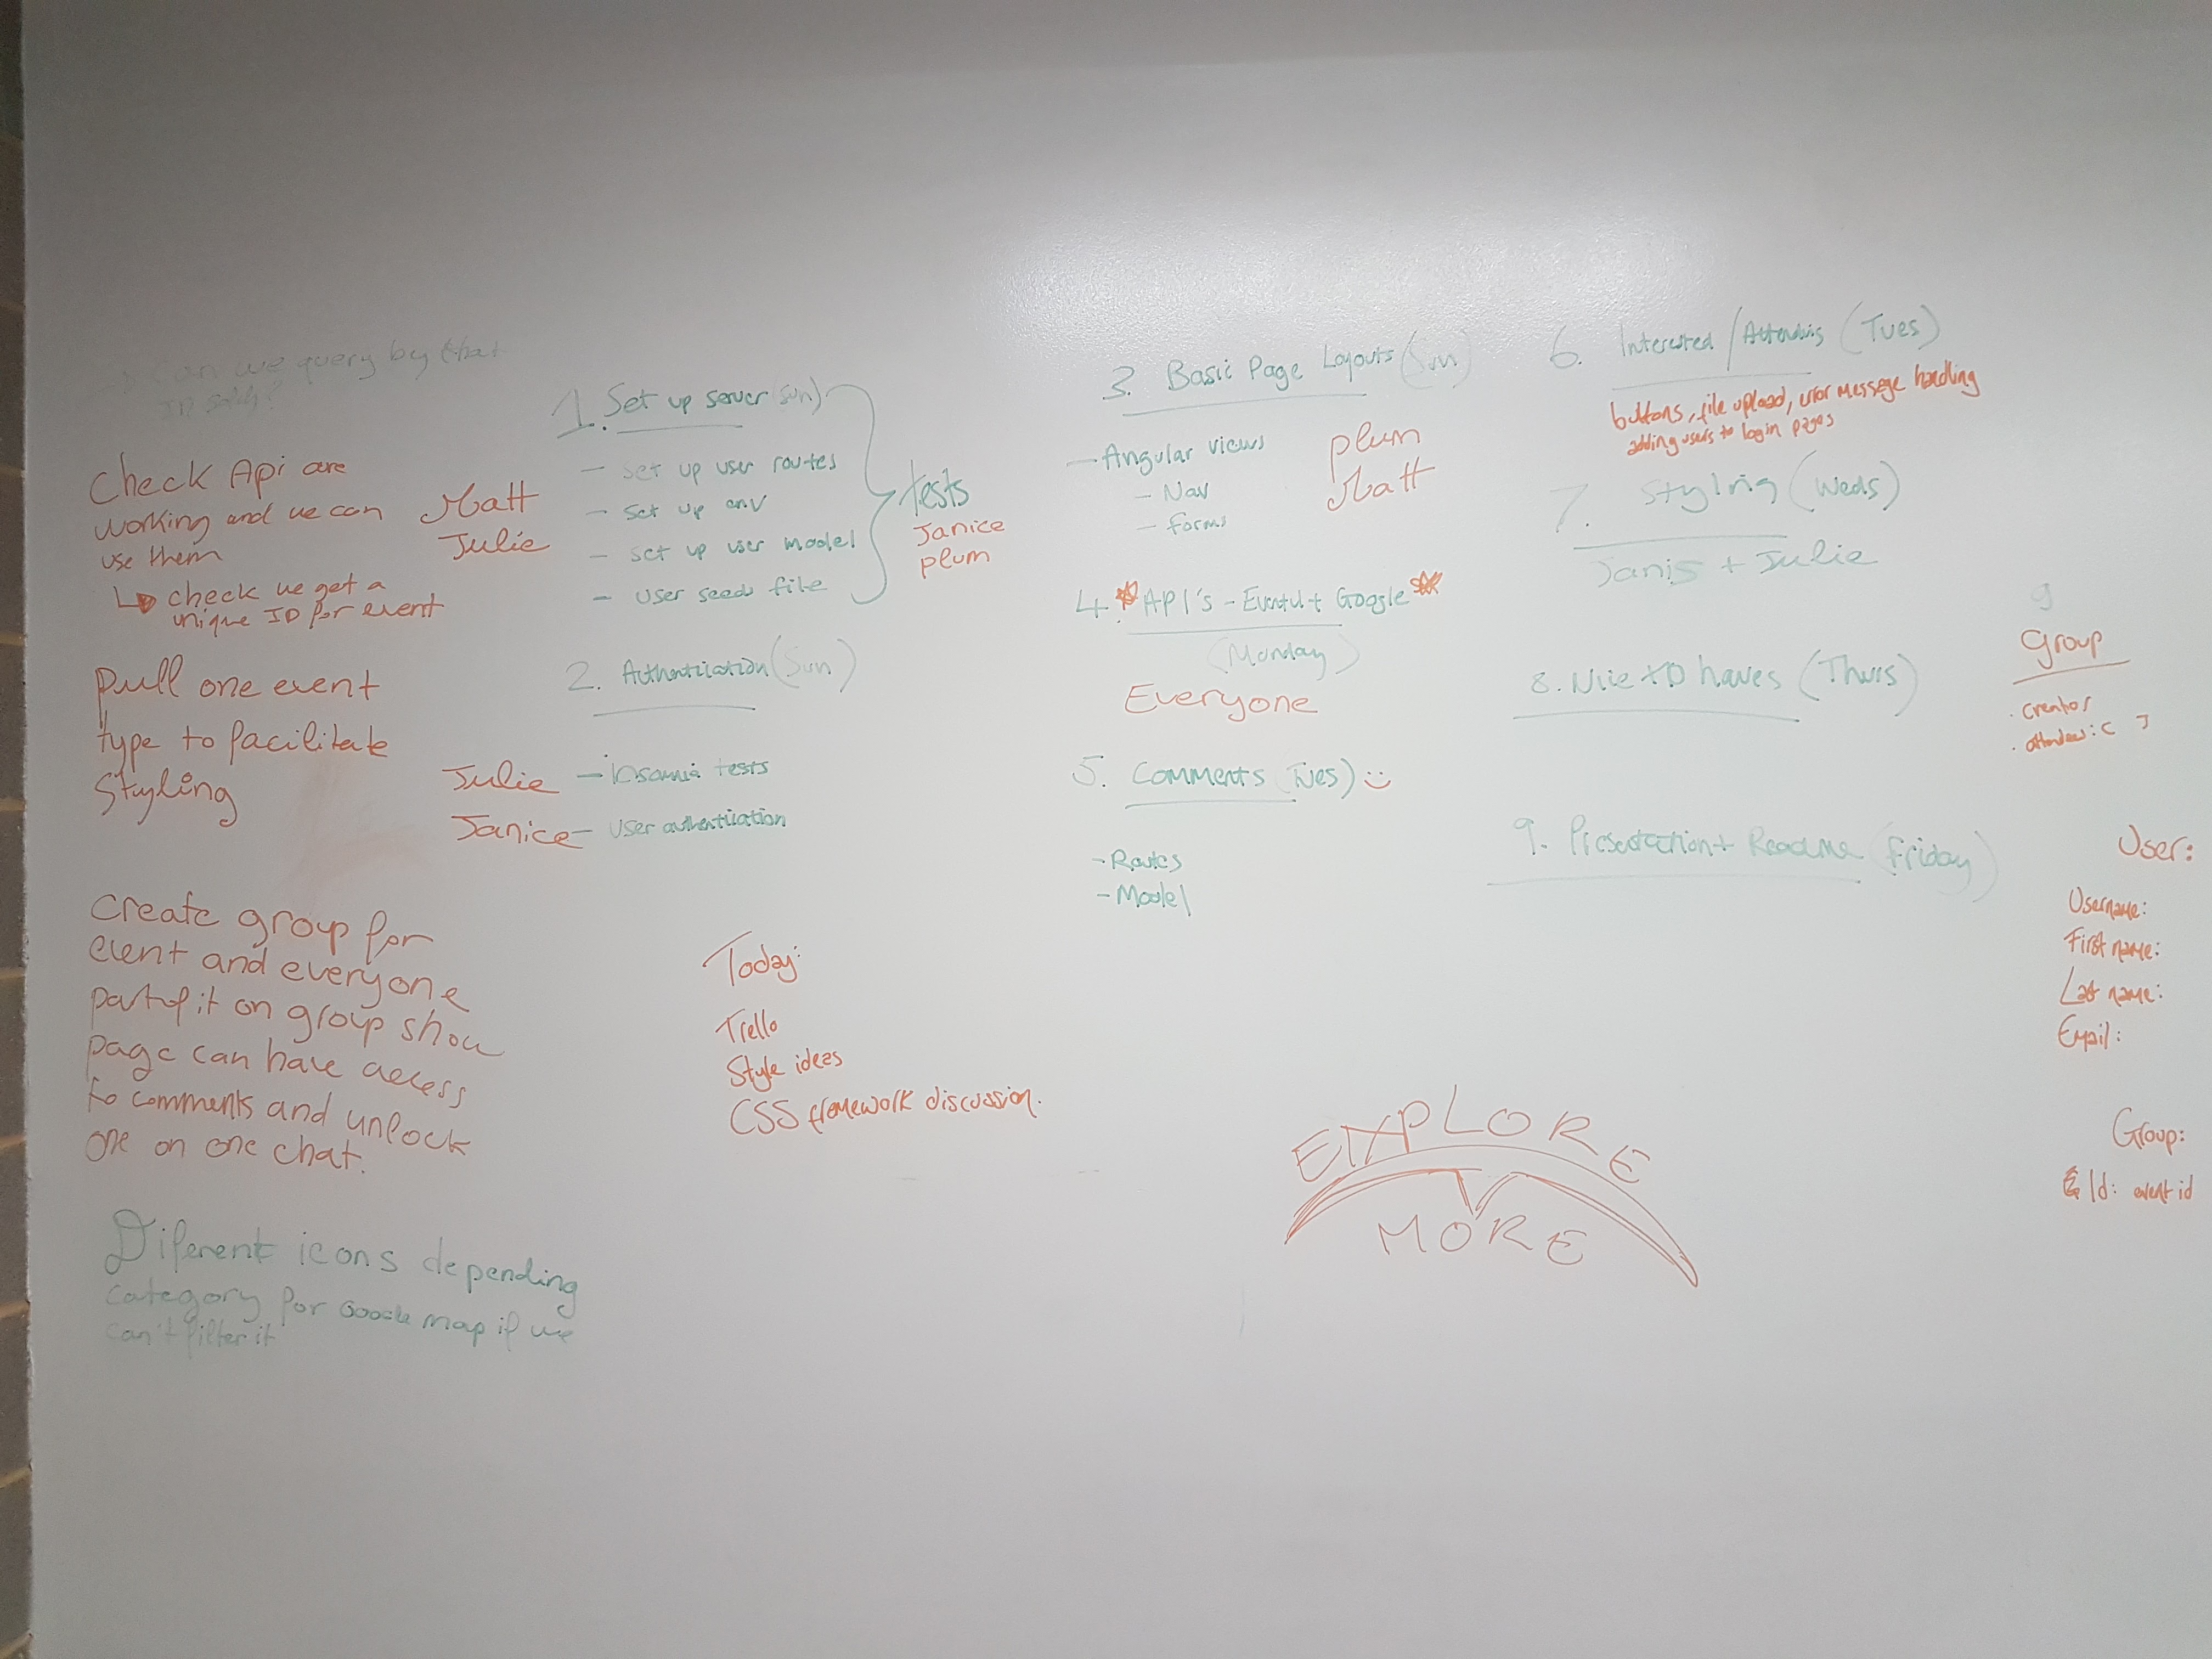 Can we query by that
ID
Check Api are
working and we can
use them
↳ check we get a
unique ID for event
Matt
Julie
Pull one event
type to facilitate
Styling
Create group for
event and everyone
part of it on group show
page can have access
to comments and unlock
one on one chat.
Diferent icons depending
category for Google map if we
can't filter it
1. Set up server (sun)
- set up user routes
- set up env
- set up user model
- user seeds file
tests
Janice
plum
2. Authentication (Sun)
Julie - insomnia tests
Janice - User authentication
Today:
Trello
Style ideas
CSS framework discussion.
3. Basic Page Layouts (Sun)
- Angular views
- Nav
- forms
plum
Matt
4. API's - Eventful + Google
(Monday)
Everyone
5. Comments (Tues) :)
- Routes
- Model
EXPLORE
MORE
6. Interested / Attending (Tues)
buttons, file upload, error message handling
adding users to login pages
7. Styling (Weds)
Janis + Julie
8. Nice to haves (Thurs)
9. Presentation + Readme (friday)
9
Group
. creator
. attendees: [ ]
User:
Username:
First name:
Last name:
Email:
Group:
Id: event id